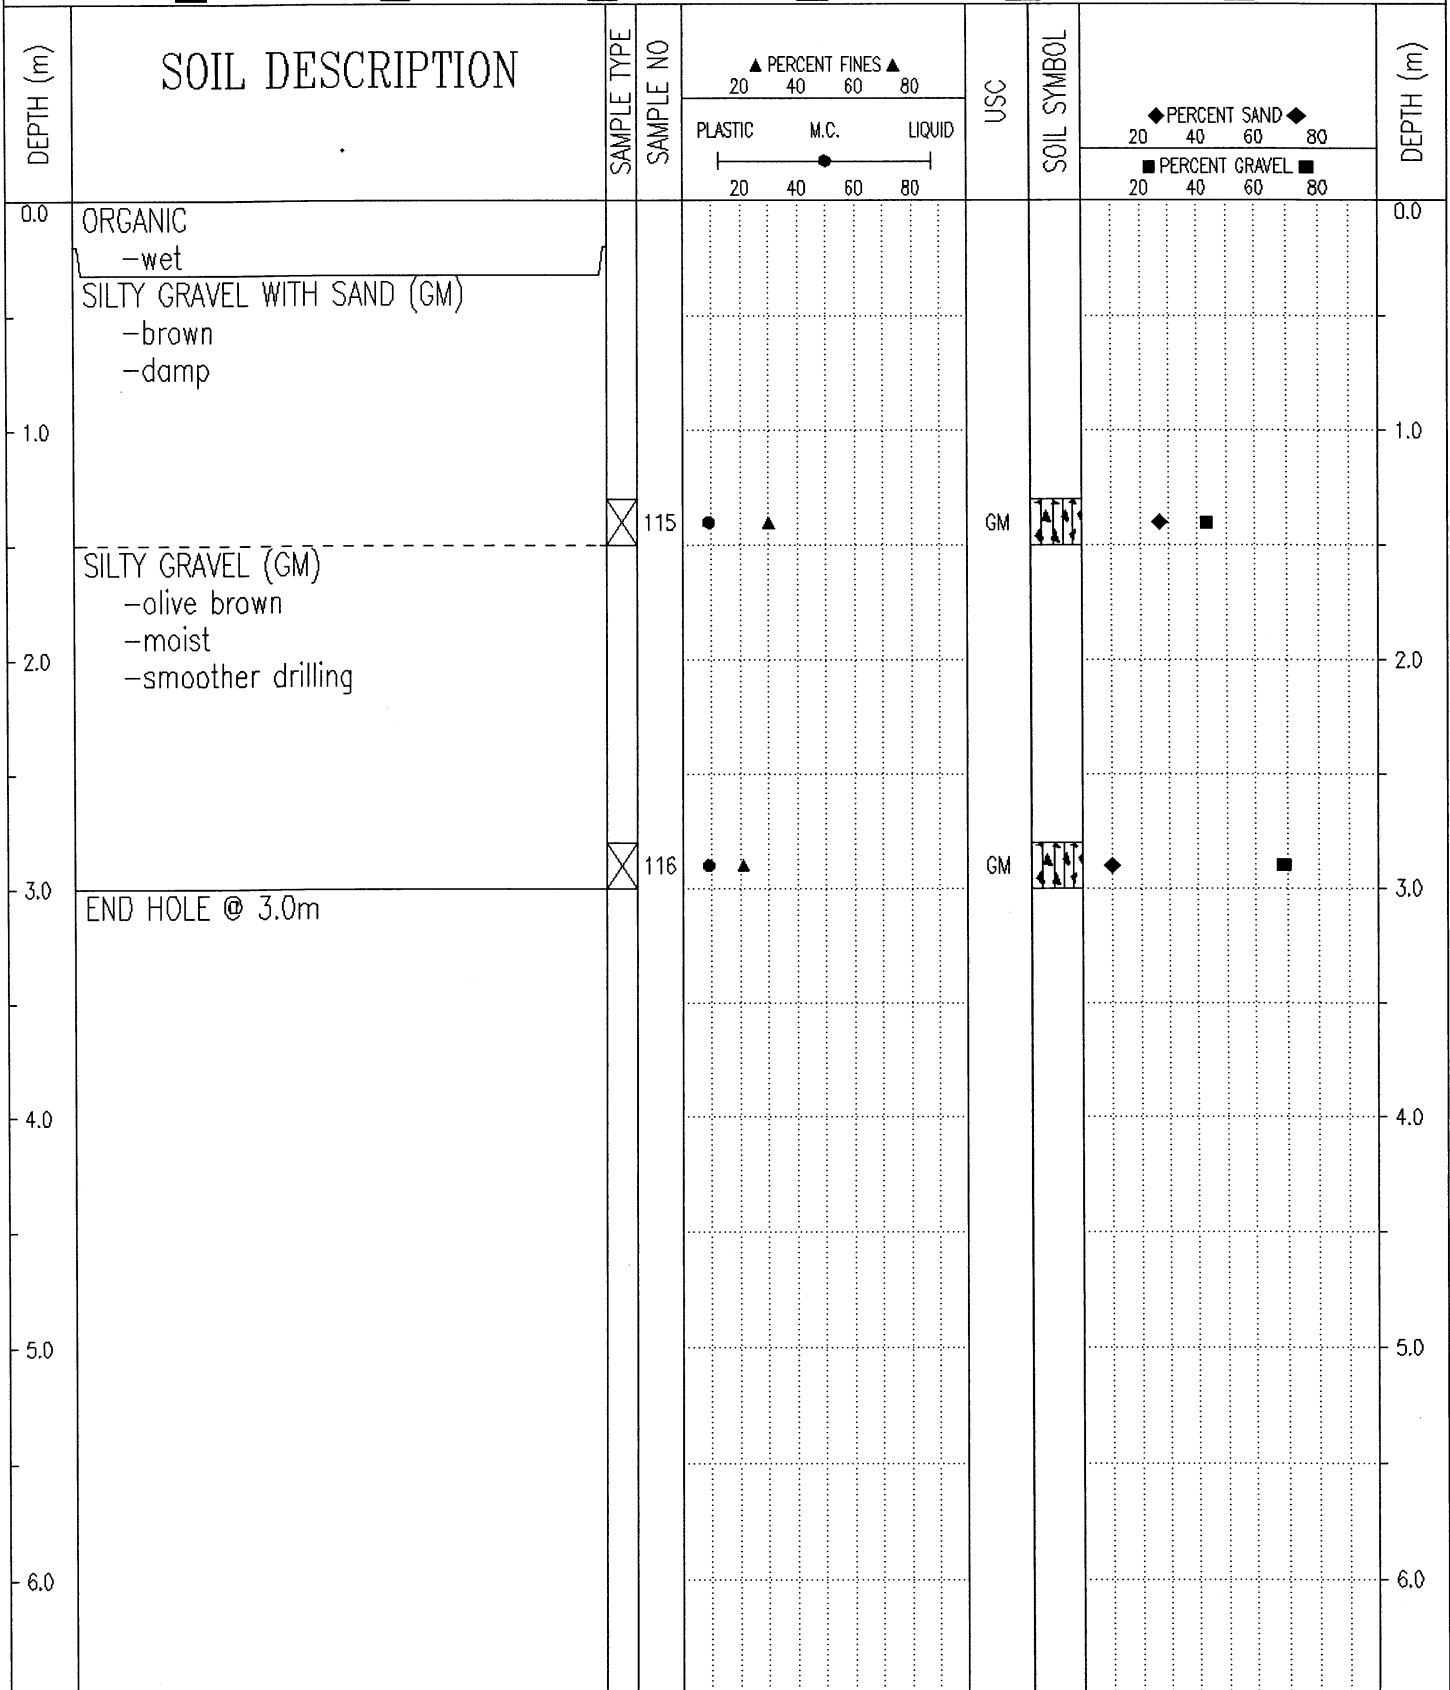 DEPTH (m)
SOIL DESCRIPTION
SAMPLE TYPE
SAMPLE NO
▲ PERCENT FINES ▲
20 40 60 80
PLASTIC M.C. LIQUID
20 40 60 80
USC
SOIL SYMBOL
◆PERCENT SAND◆
20 40 60 80
■ PERCENT GRAVEL ■
20 40 60 80
DEPTH (m)
0.0 ORGANIC 0.0
-wet
SILTY GRAVEL WITH SAND (GM)
-brown
-damp
1.0 1.0
115 GM
SILTY GRAVEL (GM)
-olive brown
-moist
2.0 2.0
-smoother drilling
116 GM
3.0 3.0
END HOLE @ 3.0m
4.0 4.0
5.0 5.0
6.0 6.0